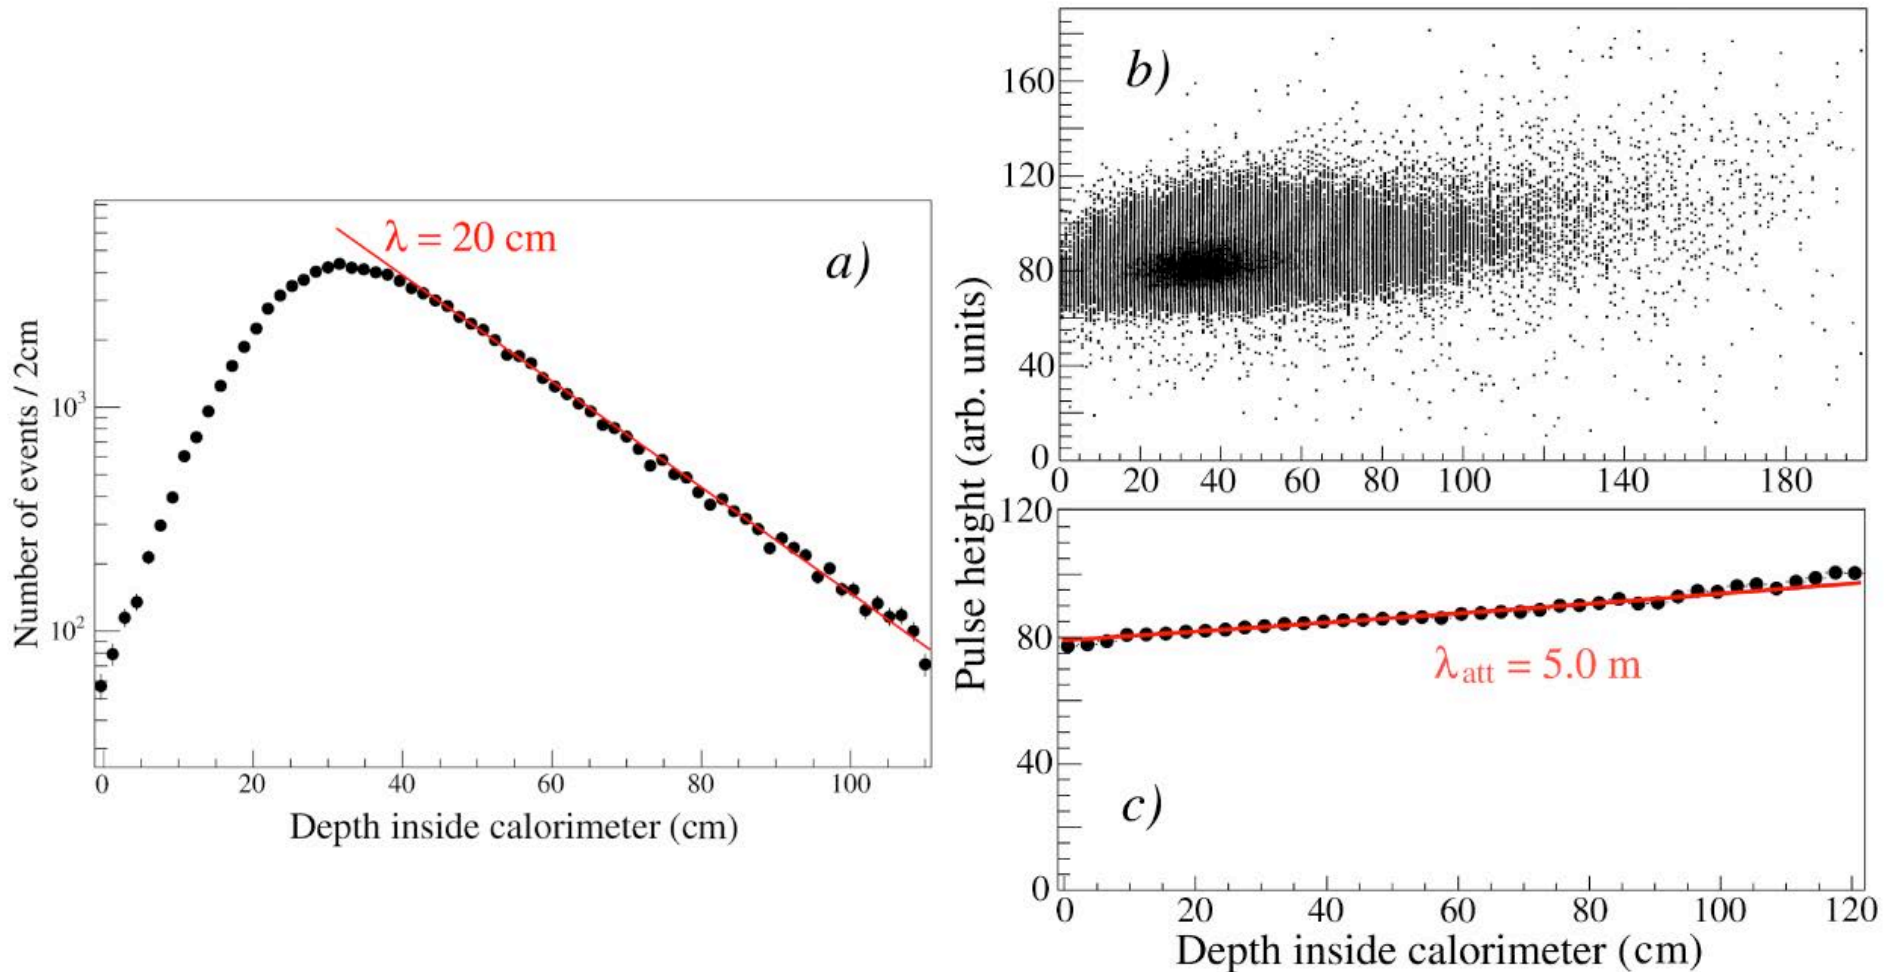 a)
λ = 20 cm
Number of events / 2cm
10³
10²
0 20 40 60 80 100
Depth inside calorimeter (cm)
b)
Pulse height (arb. units)
160
120
80
40
0
0 20 40 60 80 100 140 180
c)
λatt = 5.0 m
120
80
40
0
0 20 40 60 80 100 120
Depth inside calorimeter (cm)